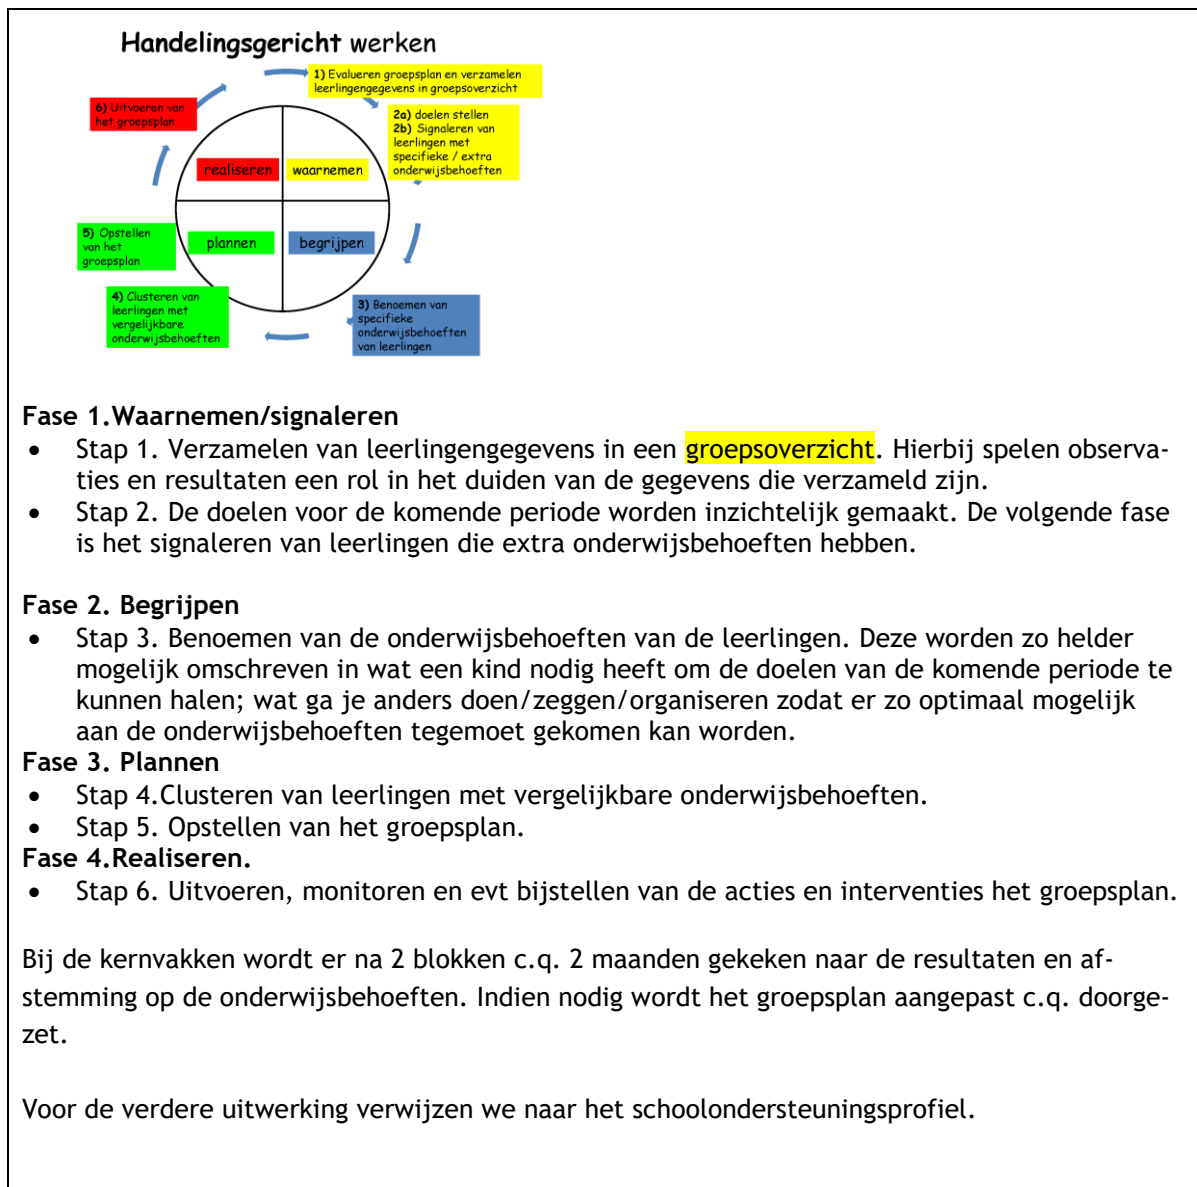 Handelingsgericht werken
1) Evalueren groepsplan en verzamelen
leerlingengegevens in groepsoverzicht
6) Uitvoeren van
het groepsplan
2a) doelen stellen
2b) Signaleren van
leerlingen met
specifieke / extra
onderwijsbehoeften
realiseren
waarnemen
5) Opstellen
van het
groepsplan
plannen
begrijpen
4) Clusteren van
leerlingen met
vergelijkbare
onderwijsbehoeften
3) Benoemen van
specifieke
onderwijsbehoeften
van leerlingen
Fase 1.Waarnemen/signaleren
• Stap 1. Verzamelen van leerlingengegevens in een groepsoverzicht. Hierbij spelen observa-
ties en resultaten een rol in het duiden van de gegevens die verzameld zijn.
• Stap 2. De doelen voor de komende periode worden inzichtelijk gemaakt. De volgende fase
is het signaleren van leerlingen die extra onderwijsbehoeften hebben.
Fase 2. Begrijpen
• Stap 3. Benoemen van de onderwijsbehoeften van de leerlingen. Deze worden zo helder
mogelijk omschreven in wat een kind nodig heeft om de doelen van de komende periode te
kunnen halen; wat ga je anders doen/zeggen/organiseren zodat er zo optimaal mogelijk
aan de onderwijsbehoeften tegemoet gekomen kan worden.
Fase 3. Plannen
• Stap 4.Clusteren van leerlingen met vergelijkbare onderwijsbehoeften.
• Stap 5. Opstellen van het groepsplan.
Fase 4.Realiseren.
• Stap 6. Uitvoeren, monitoren en evt bijstellen van de acties en interventies het groepsplan.
Bij de kernvakken wordt er na 2 blokken c.q. 2 maanden gekeken naar de resultaten en af-
stemming op de onderwijsbehoeften. Indien nodig wordt het groepsplan aangepast c.q. doorge-
zet.
Voor de verdere uitwerking verwijzen we naar het schoolondersteuningsprofiel.